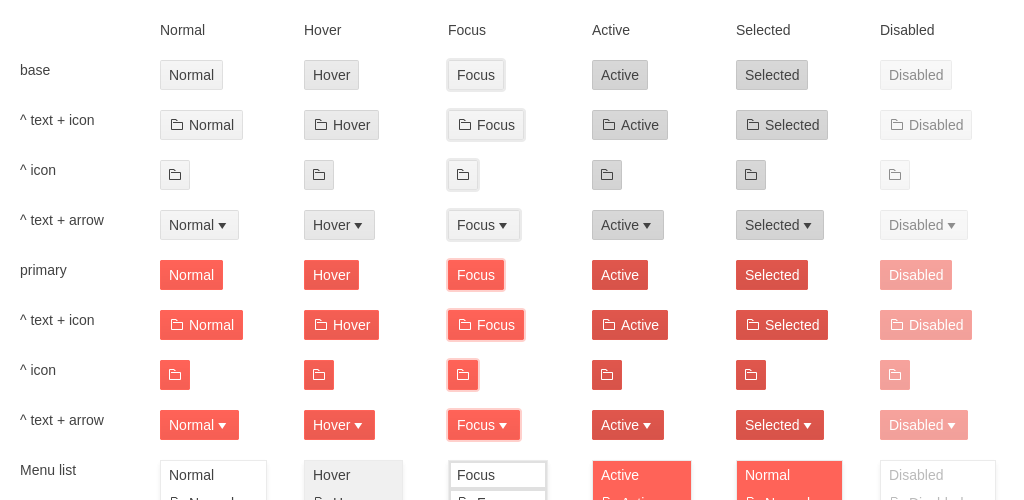 Normal Hover Focus Active Selected Disabled
base Normal Hover Focus Active Selected Disabled
^ text + icon Normal Hover Focus Active Selected Disabled
^ icon
^ text + arrow Normal Hover Focus Active Selected Disabled
primary Normal Hover Focus Active Selected Disabled
^ text + icon Normal Hover Focus Active Selected Disabled
^ icon
^ text + arrow Normal Hover Focus Active Selected Disabled
Menu list Normal Hover Focus Active Normal Disabled